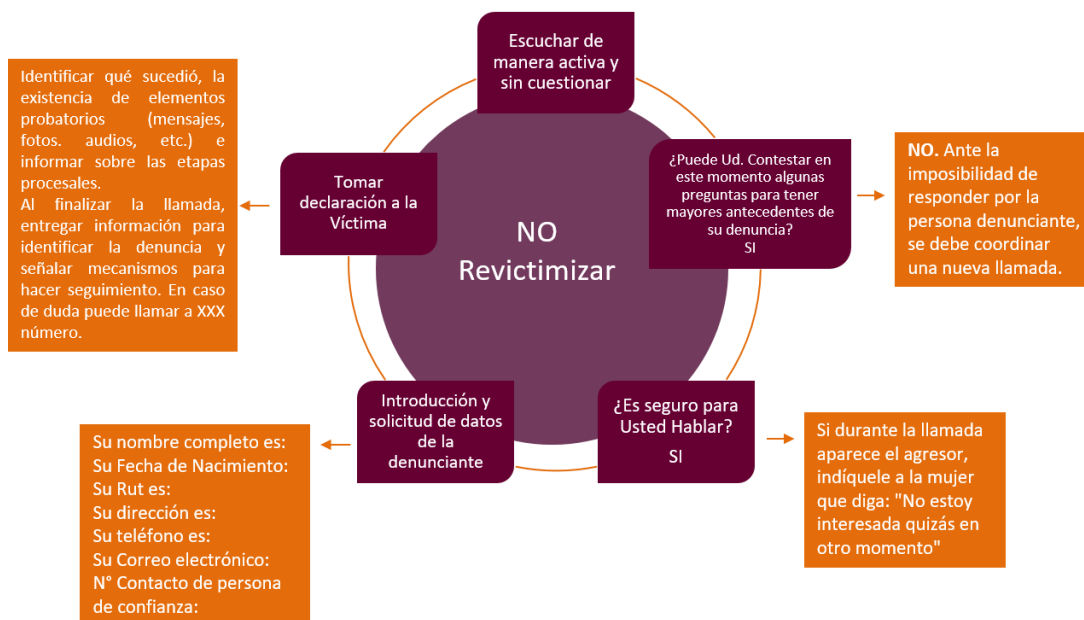 Escuchar de
manera activa y
sin cuestionar
¿Puede Ud. Contestar en
este momento algunas
preguntas para tener
mayores antecedentes de
su denuncia?
SI
NO. Ante la
imposibilidad de
responder por la
persona denunciante,
se debe coordinar
una nueva llamada.
¿Es seguro para
Usted Hablar?
SI
Si durante la llamada
aparece el agresor,
indíquele a la mujer
que diga: "No estoy
interesada quizás en
otro momento"
Introducción y
solicitud de datos
de la
denunciante
Su nombre completo es:
Su Fecha de Nacimiento:
Su Rut es:
Su dirección es:
Su teléfono es:
Su Correo electrónico:
N° Contacto de persona
de confianza:
Tomar
declaración a la
Víctima
Identificar qué sucedió, la
existencia de elementos
probatorios (mensajes,
fotos. audios, etc.) e
informar sobre las etapas
procesales.
Al finalizar la llamada,
entregar información para
identificar la denuncia y
señalar mecanismos para
hacer seguimiento. En caso
de duda puede llamar a XXX
número.
NO
Revictimizar